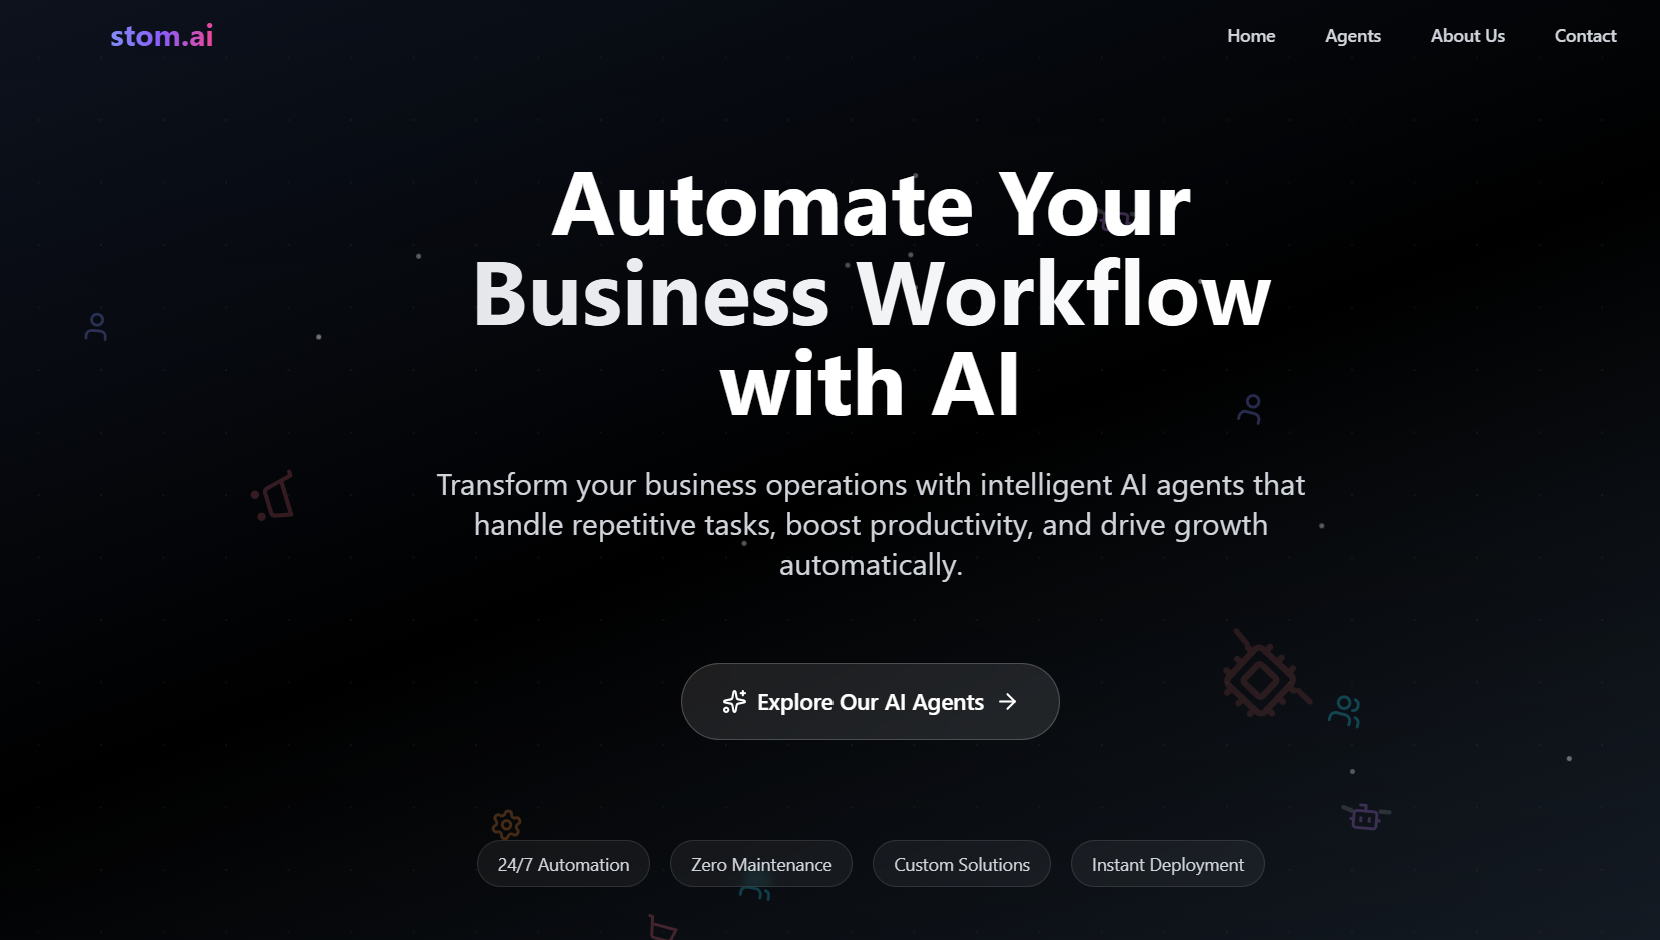 stom.ai
Home
Agents
About Us
Contact
Automate Your
Business Workflow
with AI
Transform your business operations with intelligent AI agents that
handle repetitive tasks, boost productivity, and drive growth
automatically.
Explore Our AI Agents
24/7 Automation
Zero Maintenance
Custom Solutions
Instant Deployment